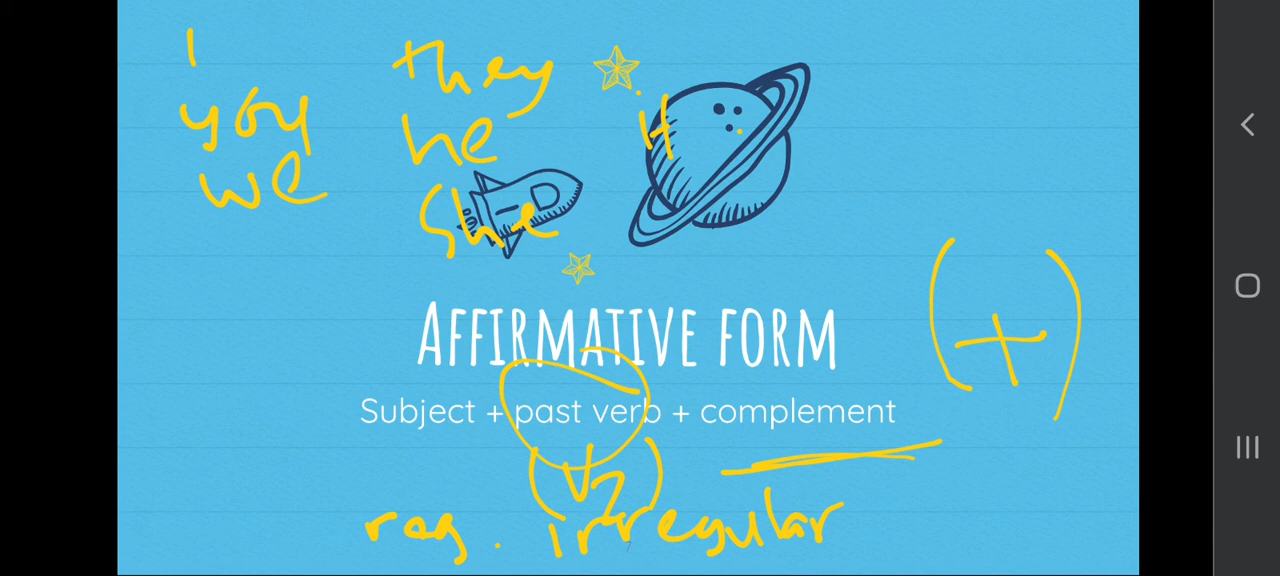 I
you
we
they
he
she
it
(+)
AFFIRMATIVE FORM
Subject + past verb + complement
(V2)
reg. irregular